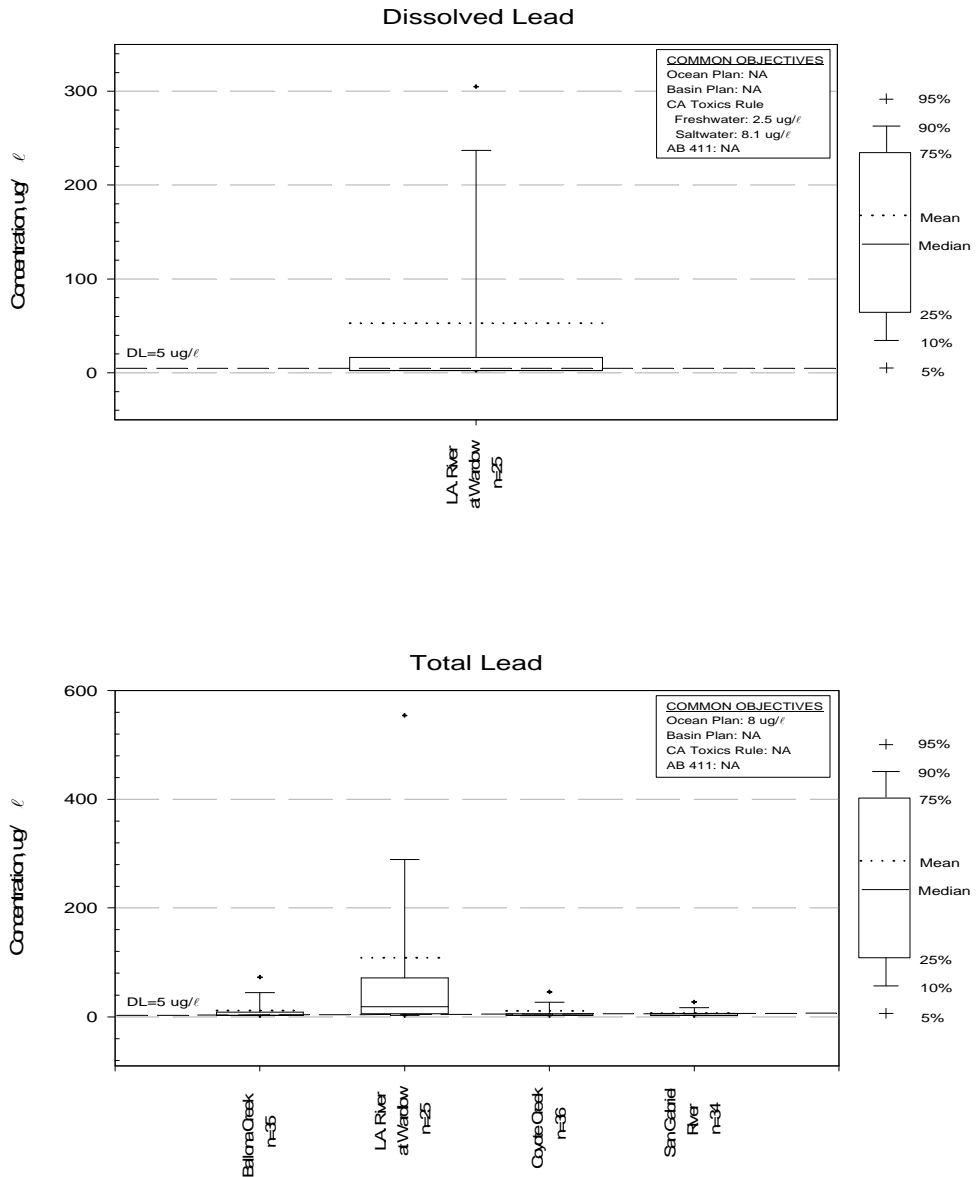 Dissolved Lead
COMMON OBJECTIVES
Ocean Plan: NA
Basin Plan: NA
CA Toxics Rule
Freshwater: 2.5 ug/ℓ
Saltwater: 8.1 ug/ℓ
AB 411: NA
300
200
100
0
Concentration, ug/ ℓ
DL=5 ug/ℓ
95%
90%
75%
Mean
Median
25%
10%
5%
L.A. River
at Wardlow
n=25
Total Lead
COMMON OBJECTIVES
Ocean Plan: 8 ug/ℓ
Basin Plan: NA
CA Toxics Rule: NA
AB 411: NA
600
400
200
0
Concentration, ug/ ℓ
DL=5 ug/ℓ
95%
90%
75%
Mean
Median
25%
10%
5%
Ballona Creek
n=35
L.A. River
at Wardlow
n=25
Coyote Creek
n=36
San Gabriel
River
n=34